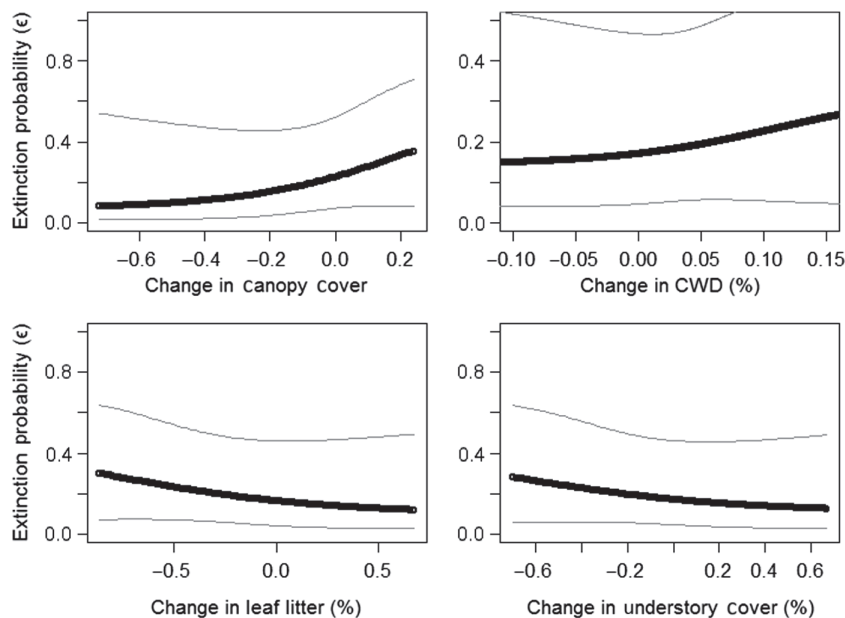 Extinction probability (ϵ)
0.8
0.4
0.0
−0.6 −0.4 −0.2 0.0 0.2
Change in canopy cover
0.4
0.2
0.0
−0.10 −0.05 0.00 0.05 0.10 0.15
Change in CWD (%)
Extinction probability (ϵ)
0.8
0.4
0.0
−0.5 0.0 0.5
Change in leaf litter (%)
0.8
0.4
0.0
−0.6 −0.2 0.2 0.4 0.6
Change in understory cover (%)